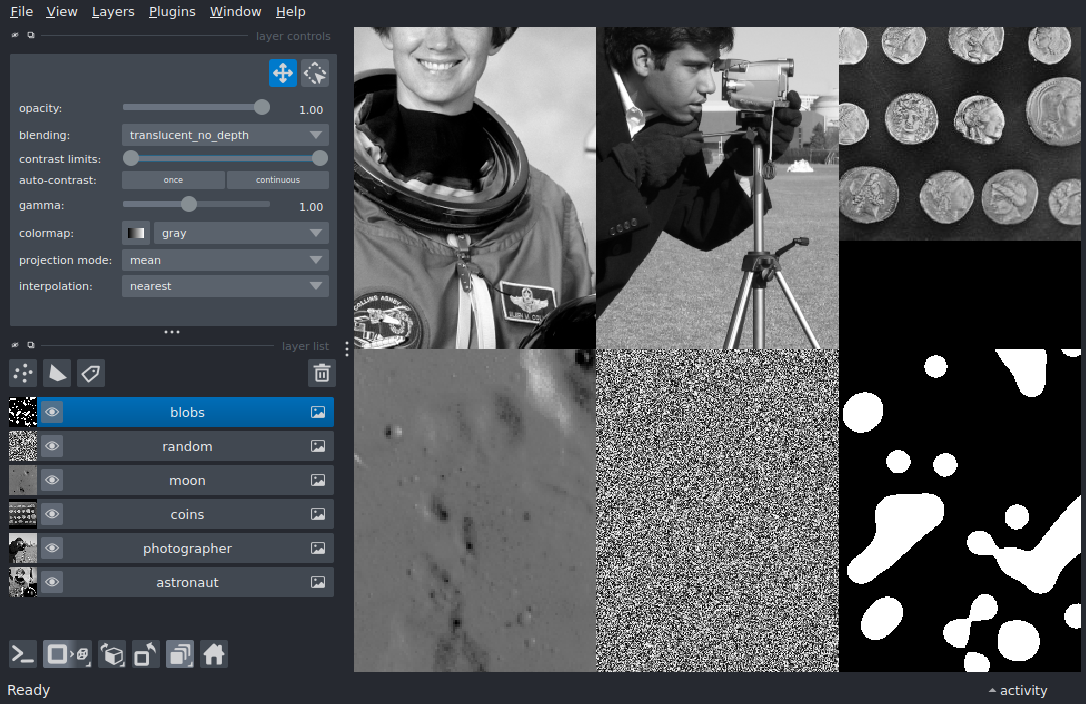 File View Layers Plugins Window Help
layer controls
opacity: 1.00
blending: translucent_no_depth
contrast limits:
auto-contrast: once continuous
gamma: 1.00
colormap: gray
projection mode: mean
interpolation: nearest
layer list
blobs
random
moon
coins
photographer
astronaut
Ready
activity